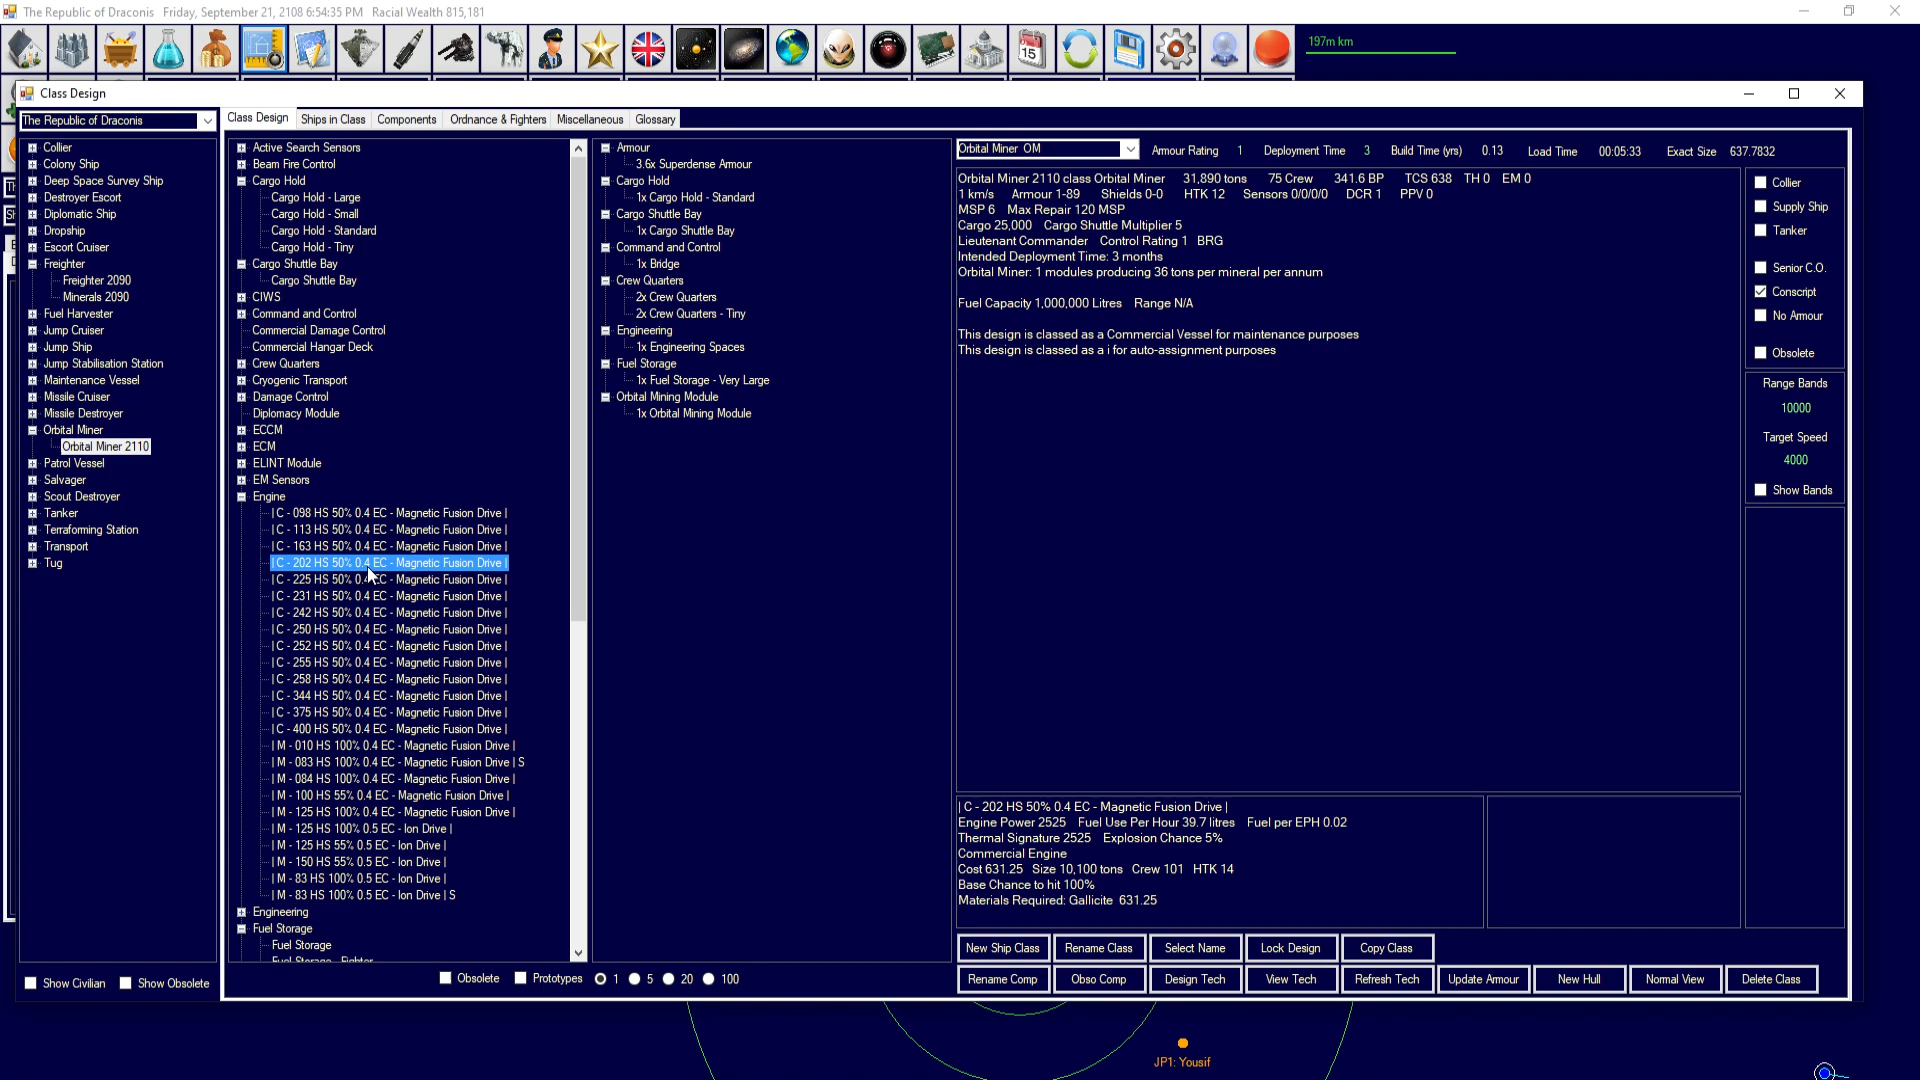 The Republic of Draconis   Friday, September 21, 2108 6:54:35 PM   Racial Wealth 815,181
197m km
15
Class Design
The Republic of Draconis
Class Design   Ships in Class   Components   Ordnance & Fighters   Miscellaneous   Glossary
Collier
Colony Ship
Deep Space Survey Ship
Destroyer Escort
Diplomatic Ship
Dropship
Escort Cruiser
Freighter
Freighter 2090
Minerals 2090
Fuel Harvester
Jump Cruiser
Jump Ship
Jump Stabilisation Station
Maintenance Vessel
Missile Cruiser
Missile Destroyer
Orbital Miner
Orbital Miner 2110
Patrol Vessel
Salvager
Scout Destroyer
Tanker
Terraforming Station
Transport
Tug
Show Civilian   Show Obsolete
Active Search Sensors
Beam Fire Control
Cargo Hold
Cargo Hold - Large
Cargo Hold - Small
Cargo Hold - Standard
Cargo Hold - Tiny
Cargo Shuttle Bay
Cargo Shuttle Bay
CIWS
Command and Control
Commercial Damage Control
Commercial Hangar Deck
Crew Quarters
Cryogenic Transport
Damage Control
Diplomacy Module
ECCM
ECM
ELINT Module
EM Sensors
Engine
| C - 098 HS 50% 0.4 EC - Magnetic Fusion Drive |
| C - 113 HS 50% 0.4 EC - Magnetic Fusion Drive |
| C - 163 HS 50% 0.4 EC - Magnetic Fusion Drive |
| C - 202 HS 50% 0.4 EC - Magnetic Fusion Drive |
| C - 225 HS 50% 0.4 EC - Magnetic Fusion Drive |
| C - 231 HS 50% 0.4 EC - Magnetic Fusion Drive |
| C - 242 HS 50% 0.4 EC - Magnetic Fusion Drive |
| C - 250 HS 50% 0.4 EC - Magnetic Fusion Drive |
| C - 252 HS 50% 0.4 EC - Magnetic Fusion Drive |
| C - 255 HS 50% 0.4 EC - Magnetic Fusion Drive |
| C - 258 HS 50% 0.4 EC - Magnetic Fusion Drive |
| C - 344 HS 50% 0.4 EC - Magnetic Fusion Drive |
| C - 375 HS 50% 0.4 EC - Magnetic Fusion Drive |
| C - 400 HS 50% 0.4 EC - Magnetic Fusion Drive |
| M - 010 HS 100% 0.4 EC - Magnetic Fusion Drive |
| M - 083 HS 100% 0.4 EC - Magnetic Fusion Drive | S
| M - 084 HS 100% 0.4 EC - Magnetic Fusion Drive |
| M - 100 HS 55% 0.4 EC - Magnetic Fusion Drive |
| M - 125 HS 100% 0.4 EC - Magnetic Fusion Drive |
| M - 125 HS 100% 0.5 EC - Ion Drive |
| M - 125 HS 55% 0.5 EC - Ion Drive |
| M - 150 HS 55% 0.5 EC - Ion Drive |
| M - 83 HS 100% 0.5 EC - Ion Drive |
| M - 83 HS 100% 0.5 EC - Ion Drive | S
Engineering
Fuel Storage
Fuel Storage
Fuel Storage - Fighter
Obsolete   Prototypes   1   5   20   100
Armour
3.6x Superdense Armour
Cargo Hold
1x Cargo Hold - Standard
Cargo Shuttle Bay
1x Cargo Shuttle Bay
Command and Control
1x Bridge
Crew Quarters
2x Crew Quarters
2x Crew Quarters - Tiny
Engineering
1x Engineering Spaces
Fuel Storage
1x Fuel Storage - Very Large
Orbital Mining Module
1x Orbital Mining Module
Orbital Miner  OM   Armour Rating   1   Deployment Time   3   Build Time (yrs)   0.13   Load Time   00:05:33   Exact Size   637.7832
Orbital Miner 2110 class Orbital Miner   31,890 tons   75 Crew   341.6 BP   TCS 638   TH 0   EM 0
1 km/s   Armour 1-89   Shields 0-0   HTK 12   Sensors 0/0/0/0   DCR 1   PPV 0
MSP 6   Max Repair 120 MSP
Cargo 25,000   Cargo Shuttle Multiplier 5
Lieutenant Commander   Control Rating 1   BRG
Intended Deployment Time: 3 months
Orbital Miner: 1 modules producing 36 tons per mineral per annum
Fuel Capacity 1,000,000 Litres   Range N/A
This design is classed as a Commercial Vessel for maintenance purposes
This design is classed as a i for auto-assignment purposes
Collier
Supply Ship
Tanker
Senior C.O.
Conscript
No Armour
Obsolete
Range Bands
10000
Target Speed
4000
Show Bands
| C - 202 HS 50% 0.4 EC - Magnetic Fusion Drive |
Engine Power 2525   Fuel Use Per Hour 39.7 litres   Fuel per EPH 0.02
Thermal Signature 2525   Explosion Chance 5%
Commercial Engine
Cost 631.25   Size 10,100 tons   Crew 101   HTK 14
Base Chance to hit 100%
Materials Required: Gallicite  631.25
New Ship Class   Rename Class   Select Name   Lock Design   Copy Class
Rename Comp   Obso Comp   Design Tech   View Tech   Refresh Tech   Update Armour   New Hull   Normal View   Delete Class
JP1: Yousif